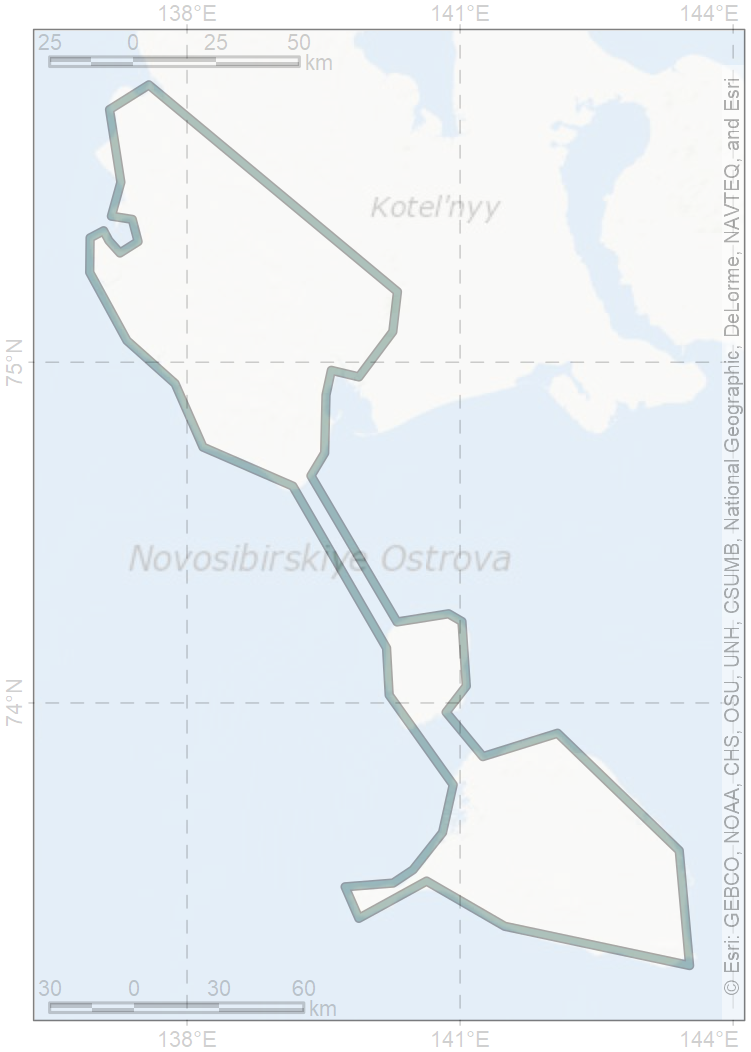 138°E 141°E 144°E
25 0 25 50
km
Kotel'nyy
75°N
Novosibirskiye Ostrova
74°N
© Esri: GEBCO, NOAA, CHS, OSU, UNH, CSUMB, National Geographic, DeLorme, NAVTEQ, and Esri
30 0 30 60
km
138°E 141°E 144°E